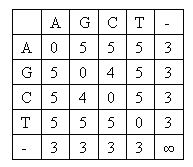 A G C T -
A 0 5 5 5 3
G 5 0 4 5 3
C 5 4 0 5 3
T 5 5 5 0 3
- 3 3 3 3 ∞